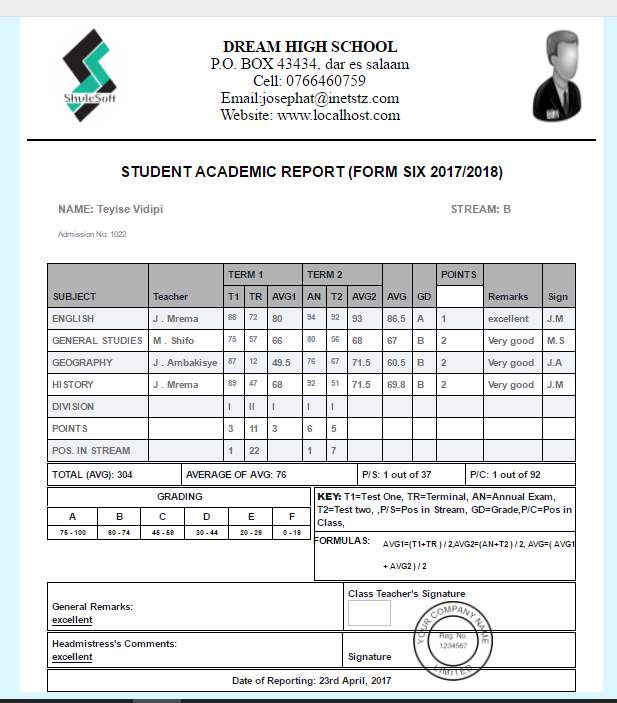 ShuleSoft
DREAM HIGH SCHOOL
P.O. BOX 43434, dar es salaam
Cell: 0766460759
Email:josephat@inetstz.com
Website: www.localhost.com
STUDENT ACADEMIC REPORT (FORM SIX 2017/2018)
NAME: Teyise Vidipi STREAM: B
Admission No: 1022
TERM 1 TERM 2 POINTS
SUBJECT Teacher T1 TR AVG1 AN T2 AVG2 AVG GD Remarks Sign
ENGLISH J . Mrema 88 72 80 94 92 93 86.5 A 1 excellent J.M
GENERAL STUDIES M . Shifo 75 57 66 80 56 68 67 B 2 Very good M.S
GEOGRAPHY J . Ambakisye 87 12 49.5 76 67 71.5 60.5 B 2 Very good J.A
HISTORY J . Mrema 89 47 68 92 51 71.5 69.8 B 2 Very good J.M
DIVISION I II I I I
POINTS 3 11 3 6 5
POS. IN STREAM 1 22 1 7
TOTAL (AVG): 304 AVERAGE OF AVG: 76 P/S: 1 out of 37 P/C: 1 out of 92
GRADING
A B C D E F
75 - 100 60 - 74 45 - 59 30 - 44 20 - 29 0 - 19
KEY: T1=Test One, TR=Terminal, AN=Annual Exam,
T2=Test two, ,P/S=Pos in Stream, GD=Grade,P/C=Pos in
Class,
FORMULAS: AVG1=(T1+TR ) / 2,AVG2=(AN+T2 ) / 2, AVG=( AVG1
+ AVG2 ) / 2
General Remarks:
excellent
Class Teacher's Signature
Headmistress's Comments:
excellent
Signature
YOUR COMPANY NAME
Reg. No.
1234567
LIMITED
Date of Reporting: 23rd April, 2017